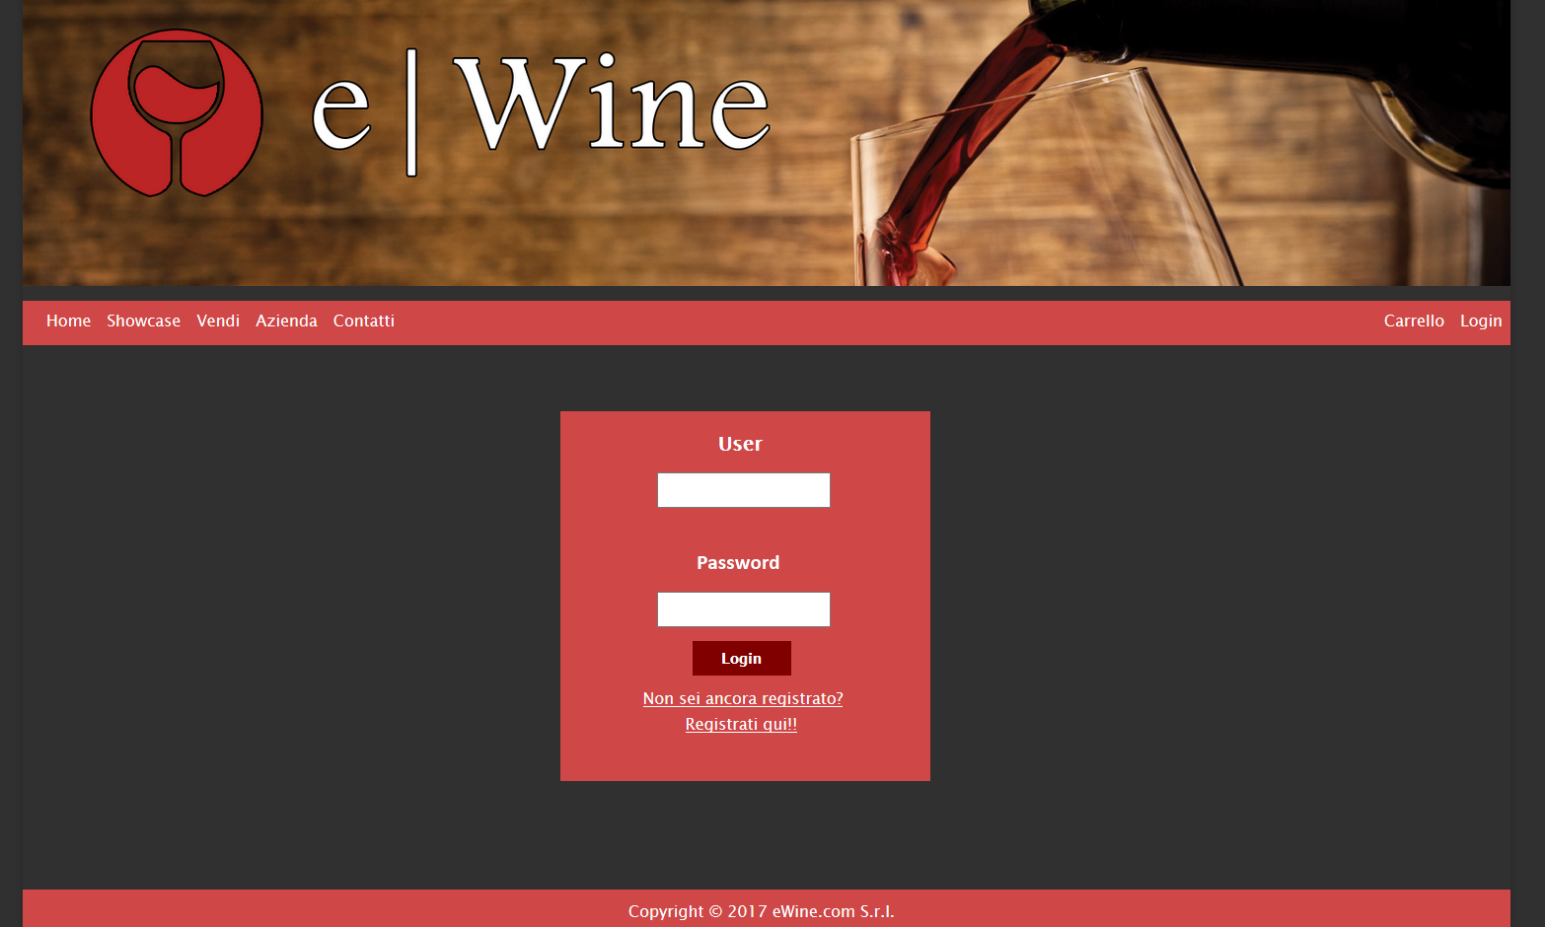 e | Wine
Home Showcase Vendi Azienda Contatti Carrello Login
User
Password
Login
Non sei ancora registrato?
Registrati qui!!
Copyright © 2017 eWine.com S.r.l.